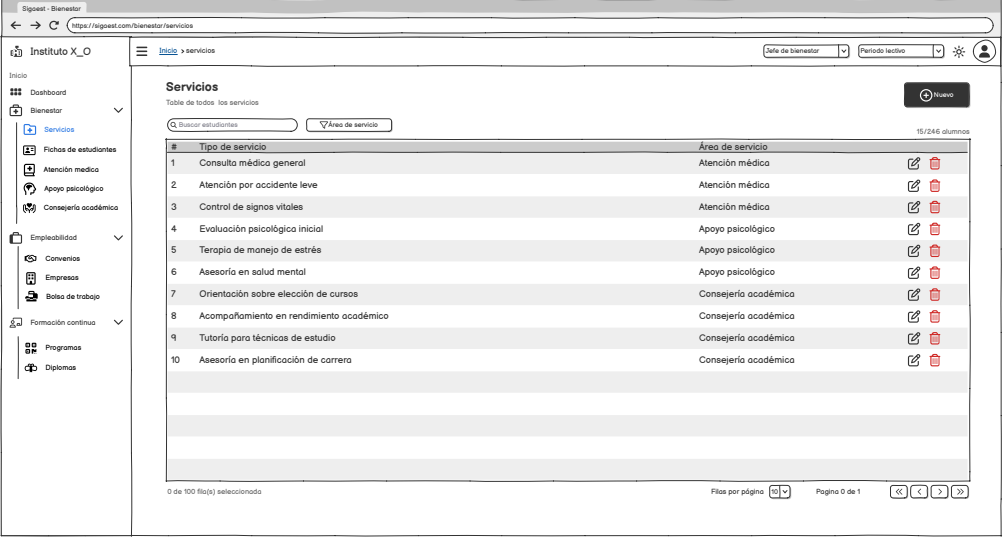 Sigoest - Bienestar
https://sigoest.com/bienestar/servicios
Instituto X_O
Inicio > servicios
Jefe de bienestar
Periodo lectivo
Inicio
Dashboard
Bienestar
Servicios
Fichas de estudiantes
Atención medica
Apoyo psicológico
Consejería académica
Empleabilidad
Convenios
Empresas
Bolsa de trabajo
Formación continua
Programas
Diplomas
Servicios
Table de todos los servicios
Nuevo
Buscar estudiantes
Área de servicio
15/246 alumnos
# Tipo de servicio Área de servicio
1 Consulta médica general Atención médica
2 Atención por accidente leve Atención médica
3 Control de signos vitales Atención médica
4 Evaluación psicológica inicial Apoyo psicológico
5 Terapia de manejo de estrés Apoyo psicológico
6 Asesoría en salud mental Apoyo psicológico
7 Orientación sobre elección de cursos Consejería académica
8 Acompañamiento en rendimiento académico Consejería académica
9 Tutoría para técnicas de estudio Consejería académica
10 Asesoría en planificación de carrera Consejería académica
0 de 100 fila(s) seleccionada
Filas por página 10
Pagina 0 de 1